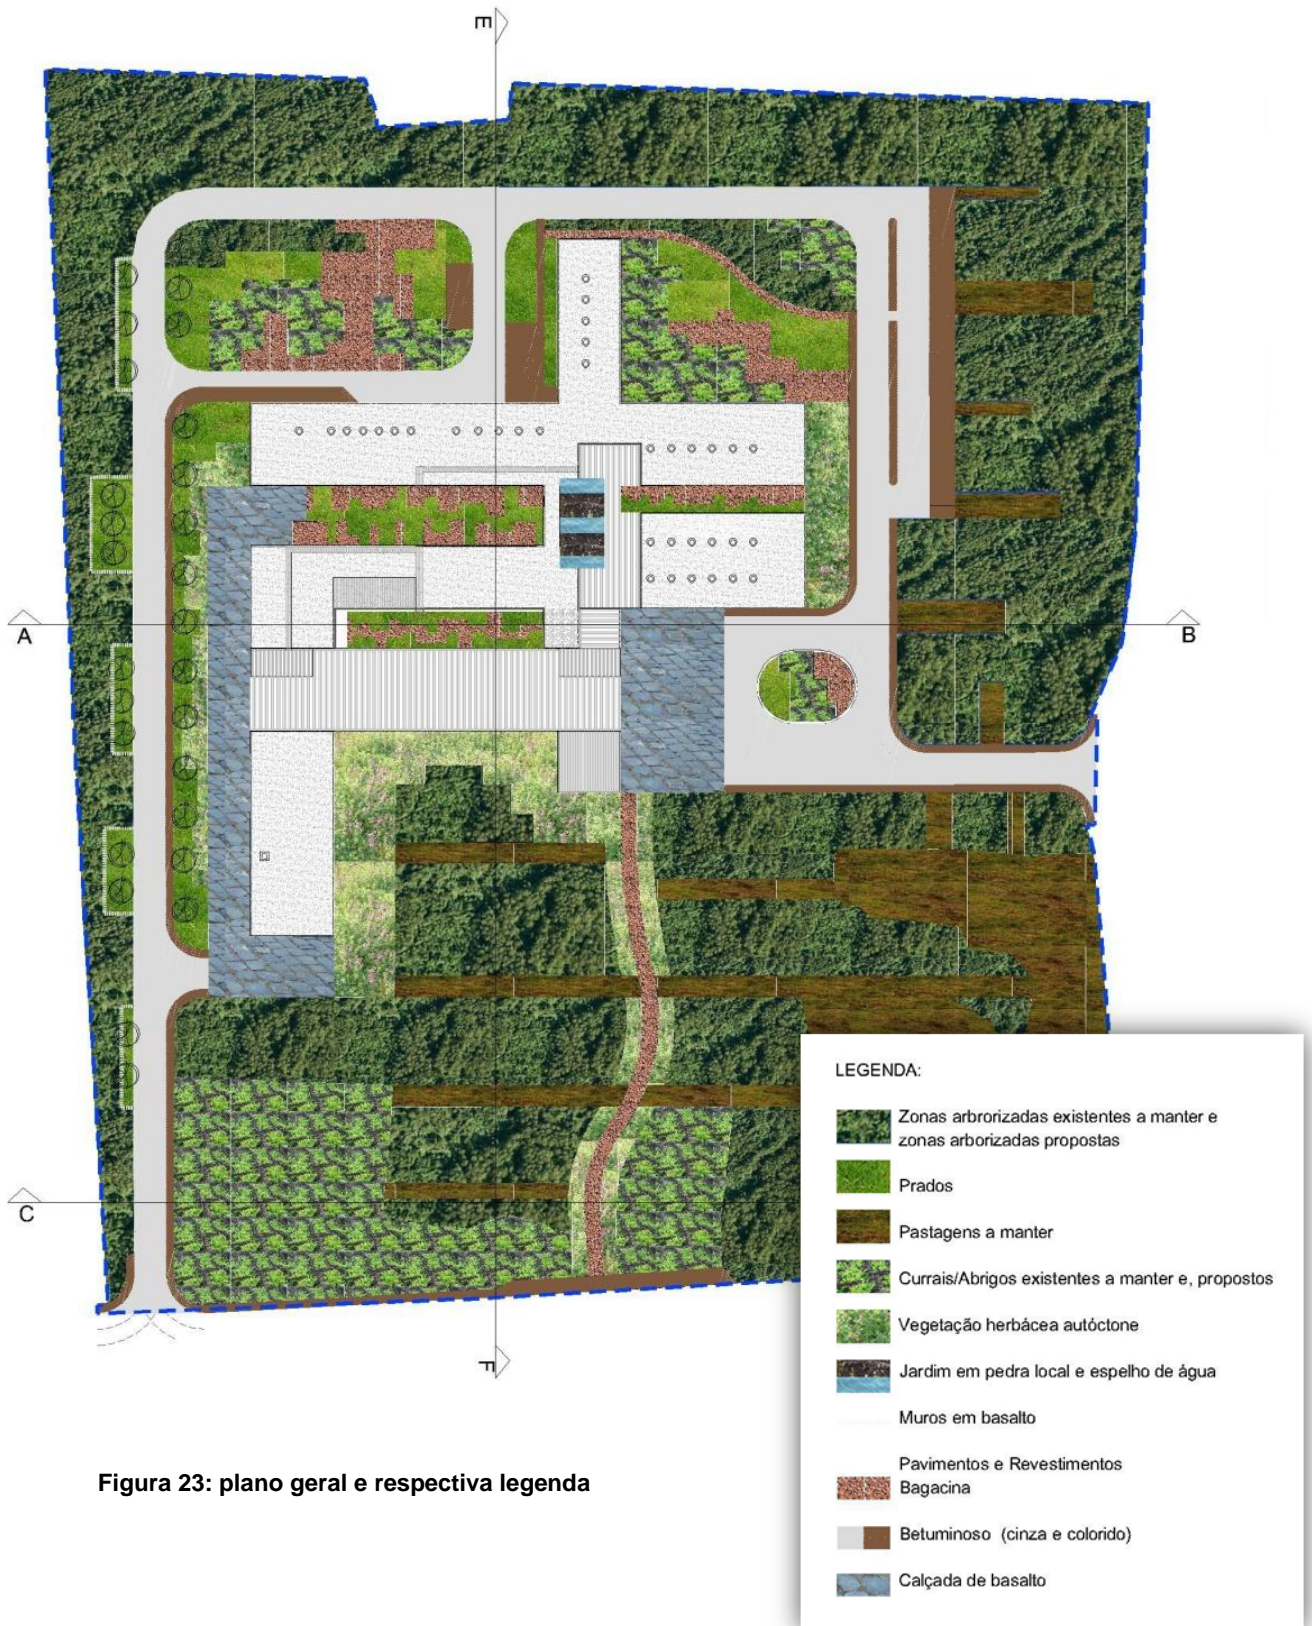 E
A
B
C
F
LEGENDA:
Zonas arbrorizadas existentes a manter e
zonas arborizadas propostas
Prados
Pastagens a manter
Currais/Abrigos existentes a manter e, propostos
Vegetação herbácea autóctone
Jardim em pedra local e espelho de água
Muros em basalto
Pavimentos e Revestimentos
Bagacina
Betuminoso (cinza e colorido)
Calçada de basalto
Figura 23: plano geral e respectiva legenda